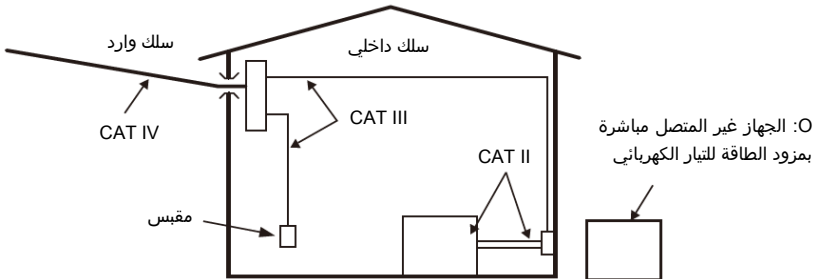 سلك وارد
سلك داخلي
CAT IV
CAT III
CAT II
مقبس
O: الجهاز غير المتصل مباشرة
بمزود الطاقة للتيار الكهربائي